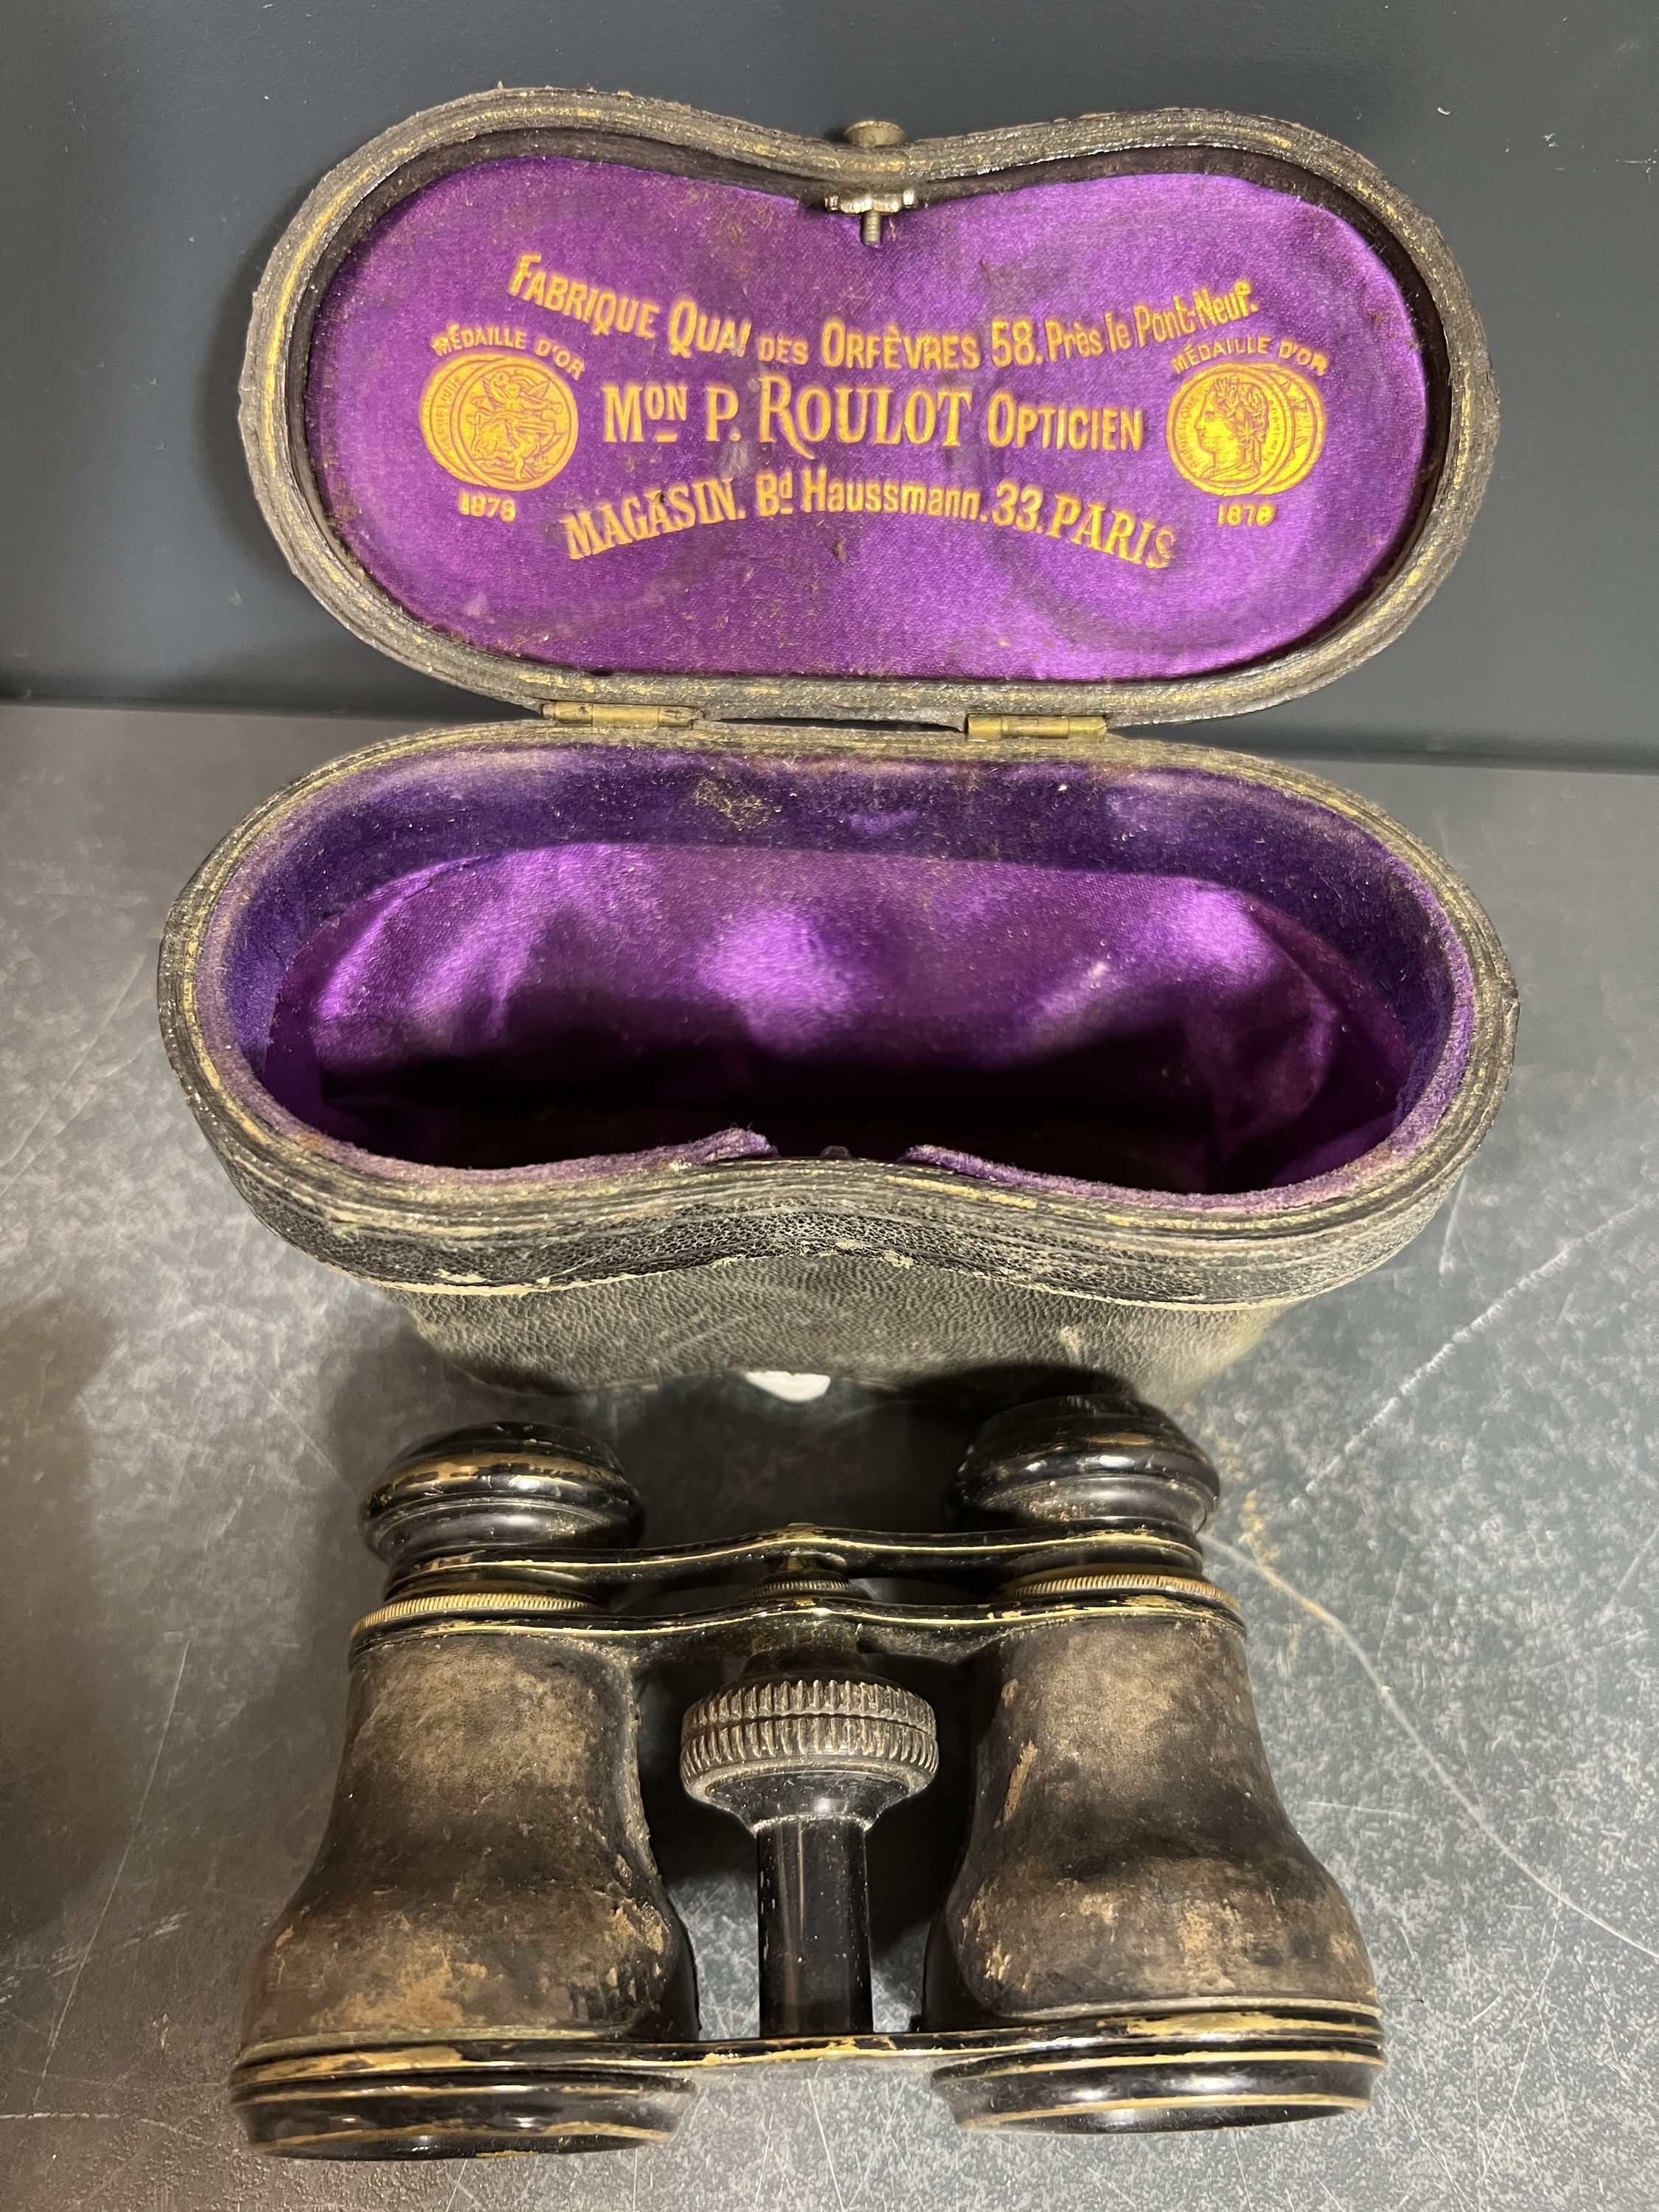 FABRIQUE QUAI DES ORFÈVRES 58. Près le Pont-Neuf.
MÉDAILLE D'OR
1878
MON P. ROULOT OPTICIEN
MÉDAILLE D'OR
1878
MAGASIN. Bd Haussmann. 33. PARIS